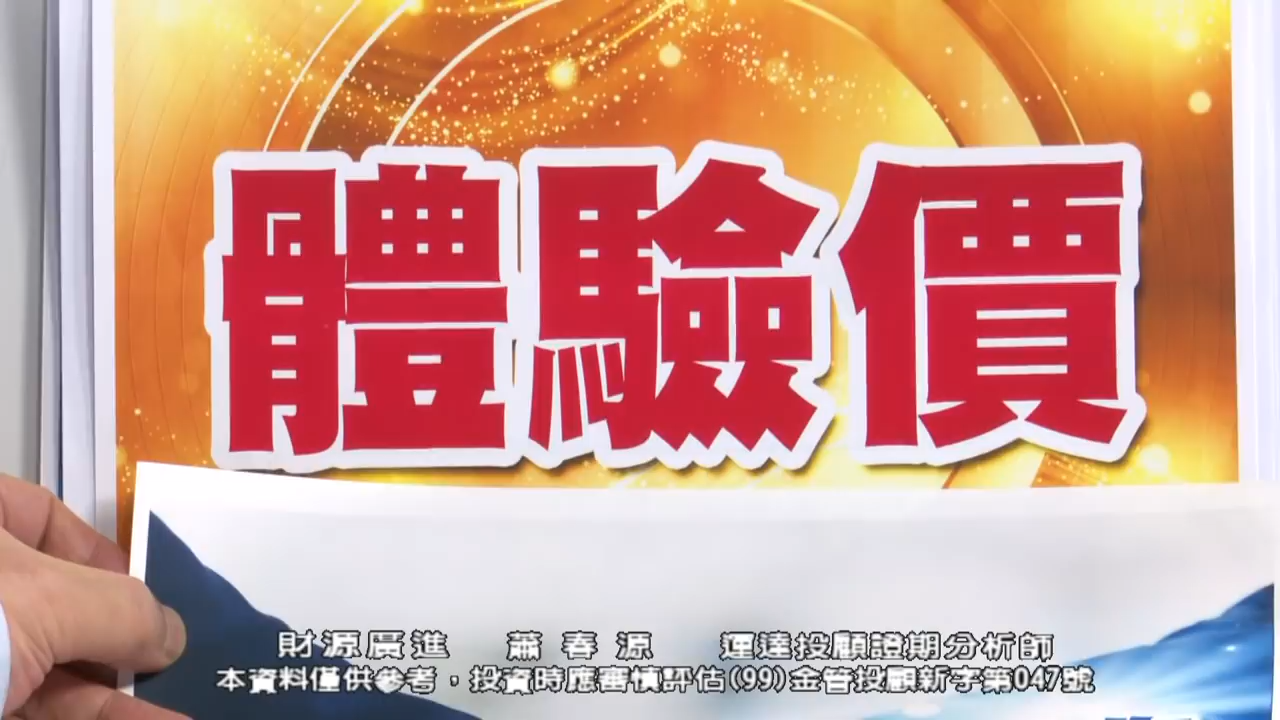 體驗價
財源廣進 蕭春源 運達投顧證期分析師
本資料僅供參考，投資時應審慎評估(99)金管投顧新字第047號